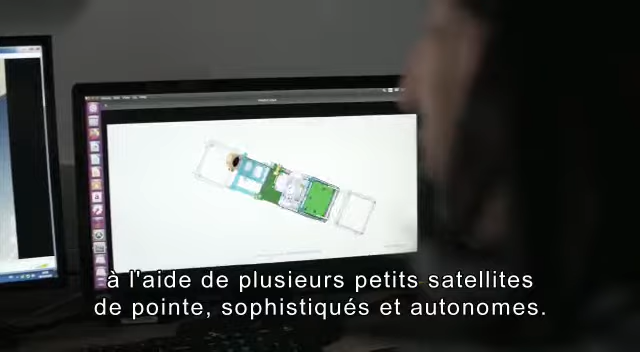 à l'aide de plusieurs petits satellites
de pointe, sophistiqués et autonomes.